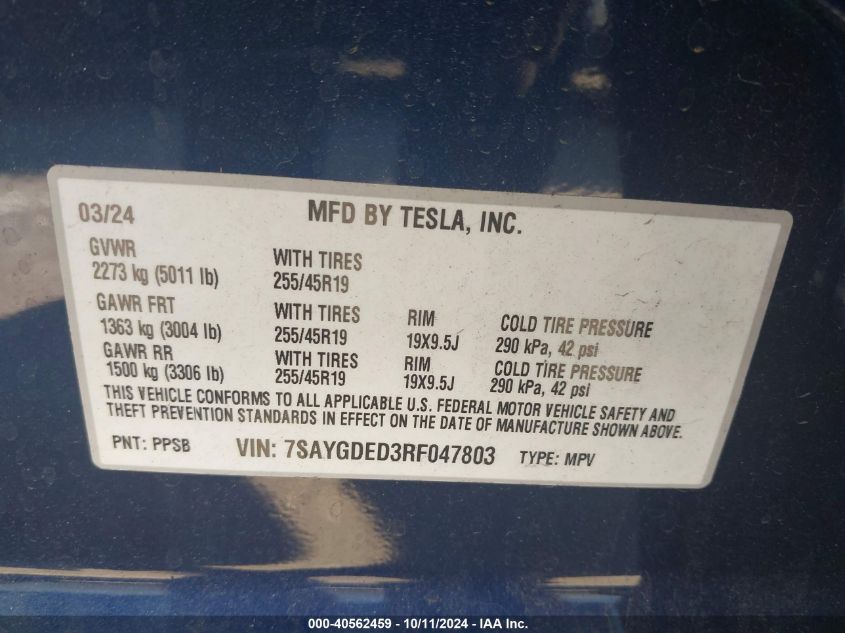 03/24 MFD BY TESLA, INC.
GVWR
2273 kg (5011 lb) WITH TIRES 255/45R19
GAWR FRT
1363 kg (3004 lb) WITH TIRES 255/45R19 RIM 19X9.5J COLD TIRE PRESSURE 290 kPa, 42 psi
GAWR RR
1500 kg (3306 lb) WITH TIRES 255/45R19 RIM 19X9.5J COLD TIRE PRESSURE 290 kPa, 42 psi
THIS VEHICLE CONFORMS TO ALL APPLICABLE U.S. FEDERAL MOTOR VEHICLE SAFETY AND
THEFT PREVENTION STANDARDS IN EFFECT ON THE DATE OF MANUFACTURE SHOWN ABOVE.
PNT: PPSB VIN: 7SAYGDED3RF047803 TYPE: MPV
000-40562459 - 10/11/2024 - IAA Inc.